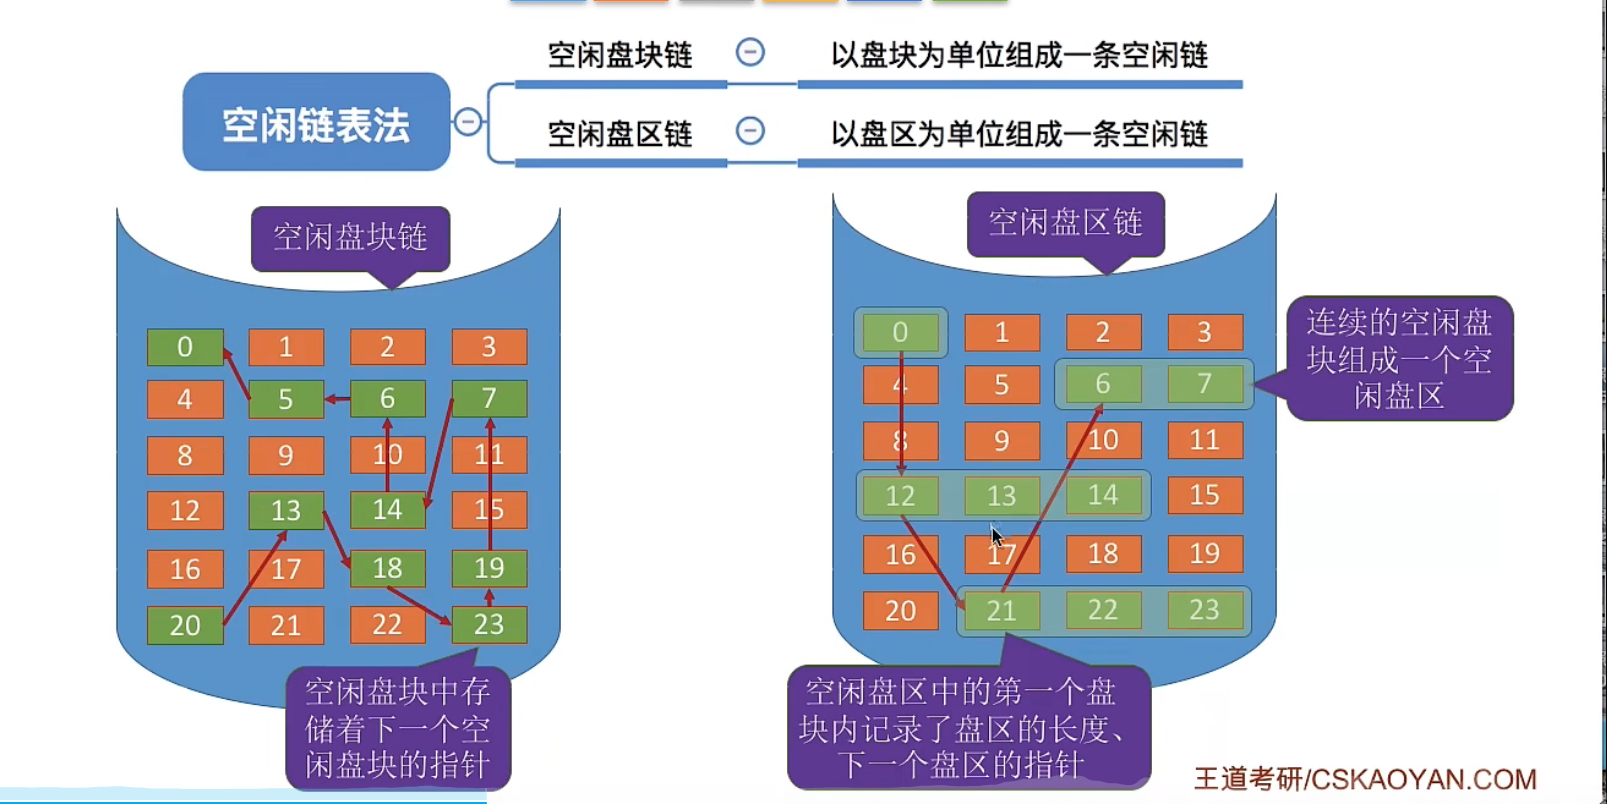 空闲链表法
空闲盘块链
以盘块为单位组成一条空闲链
空闲盘区链
以盘区为单位组成一条空闲链
空闲盘块链
0 1 2 3
4 5 6 7
8 9 10 11
12 13 14 15
16 17 18 19
20 21 22 23
空闲盘块中存
储着下一个空
闲盘块的指针
空闲盘区链
0 1 2 3
4 5 6 7
8 9 10 11
12 13 14 15
16 17 18 19
20 21 22 23
连续的空闲盘
块组成一个空
闲盘区
空闲盘区中的第一个盘
块内记录了盘区的长度、
下一个盘区的指针
王道考研/CSKAOYAN.COM